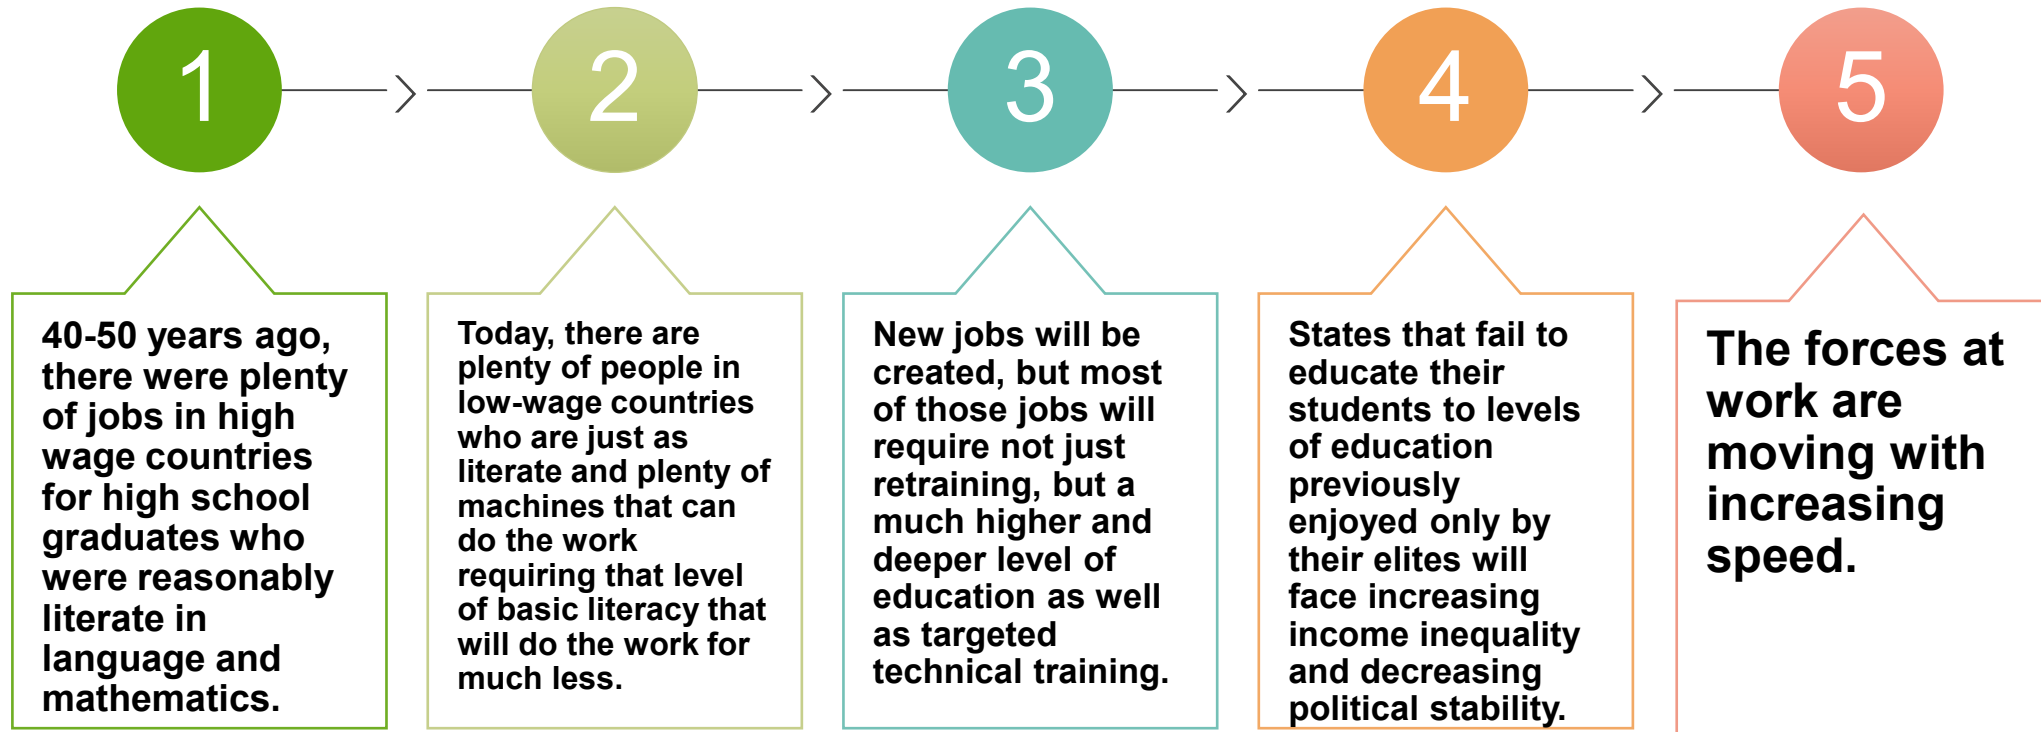 1
2
3
4
5
40-50 years ago,
there were plenty
of jobs in high
wage countries
for high school
graduates who
were reasonably
literate in
language and
mathematics.
Today, there are
plenty of people in
low-wage countries
who are just as
literate and plenty of
machines that can
do the work
requiring that level
of basic literacy that
will do the work for
much less.
New jobs will be
created, but most
of those jobs will
require not just
retraining, but a
much higher and
deeper level of
education as well
as targeted
technical training.
States that fail to
educate their
students to levels
of education
previously
enjoyed only by
their elites will
face increasing
income inequality
and decreasing
political stability.
The forces at
work are
moving with
increasing
speed.